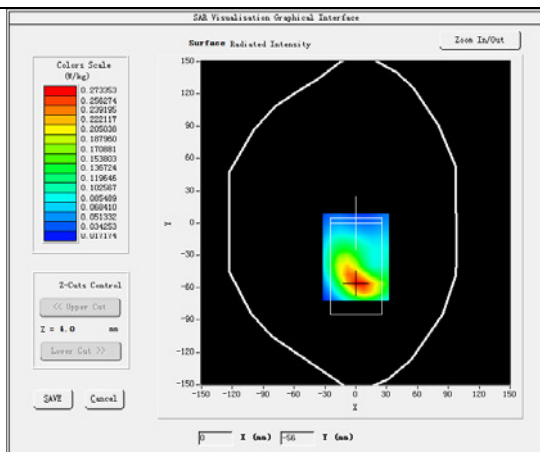 SAR Visualisation Graphical Interface
Surface Radiated Intensity
Zoom In/Out
Colors Scale
(W/kg)
0.273353
0.256274
0.239195
0.222117
0.205038
0.187960
0.170881
0.153803
0.136724
0.119646
0.102567
0.085489
0.068410
0.051332
0.034253
0.017174
150
120
90
60
30
0
-30
-60
-90
-120
-150
Y
-150 -120 -90 -60 -30 0 30 60 90 120 150
X
Z-Cuts Control
<< Upper Cut
Z = 4.0 mm
Lower Cut >>
SAVE Cancel
0 X (mm) -56 Y (mm)